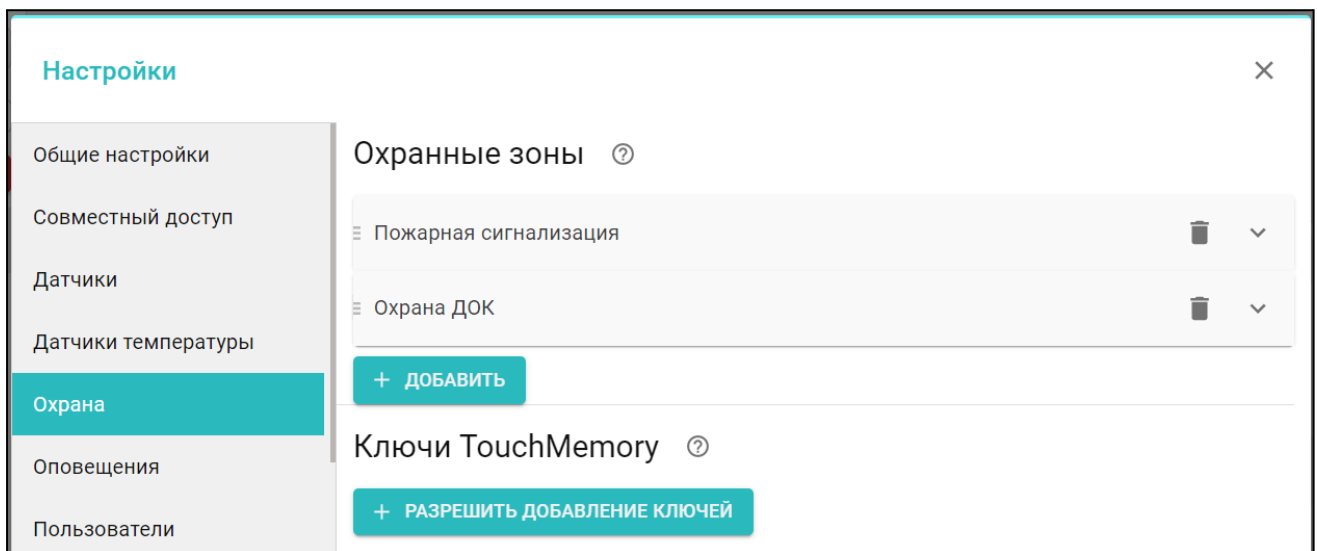 Настройки
Общие настройки
Совместный доступ
Датчики
Датчики температуры
Охрана
Оповещения
Пользователи
Охранные зоны
Пожарная сигнализация
Охрана ДОК
+ ДОБАВИТЬ
Ключи TouchMemory
+ РАЗРЕШИТЬ ДОБАВЛЕНИЕ КЛЮЧЕЙ